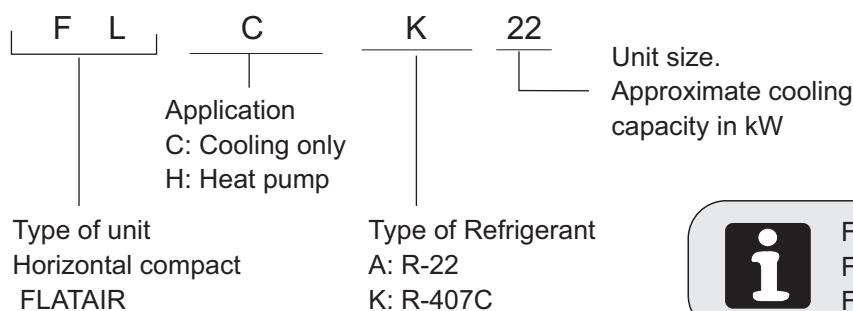 F L C K 22
Unit size.
Approximate cooling
capacity in kW
Application
C: Cooling only
H: Heat pump
Type of unit
Horizontal compact
FLATAIR
Type of Refrigerant
A: R-22
K: R-407C
i